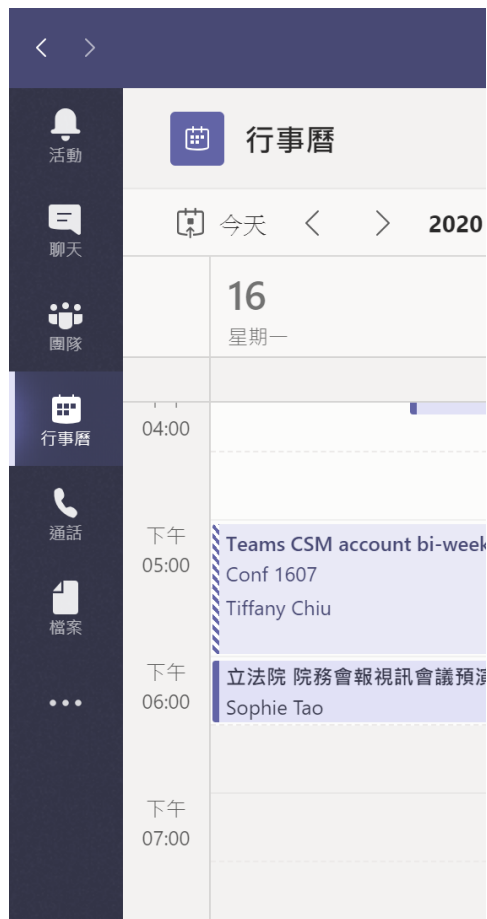 活動
聊天
團隊
行事曆
通話
檔案
行事曆
今天
2020
16
星期一
04:00
下午
05:00
Teams CSM account bi-week
Conf 1607
Tiffany Chiu
下午
06:00
立法院 院務會報視訊會議預演
Sophie Tao
下午
07:00